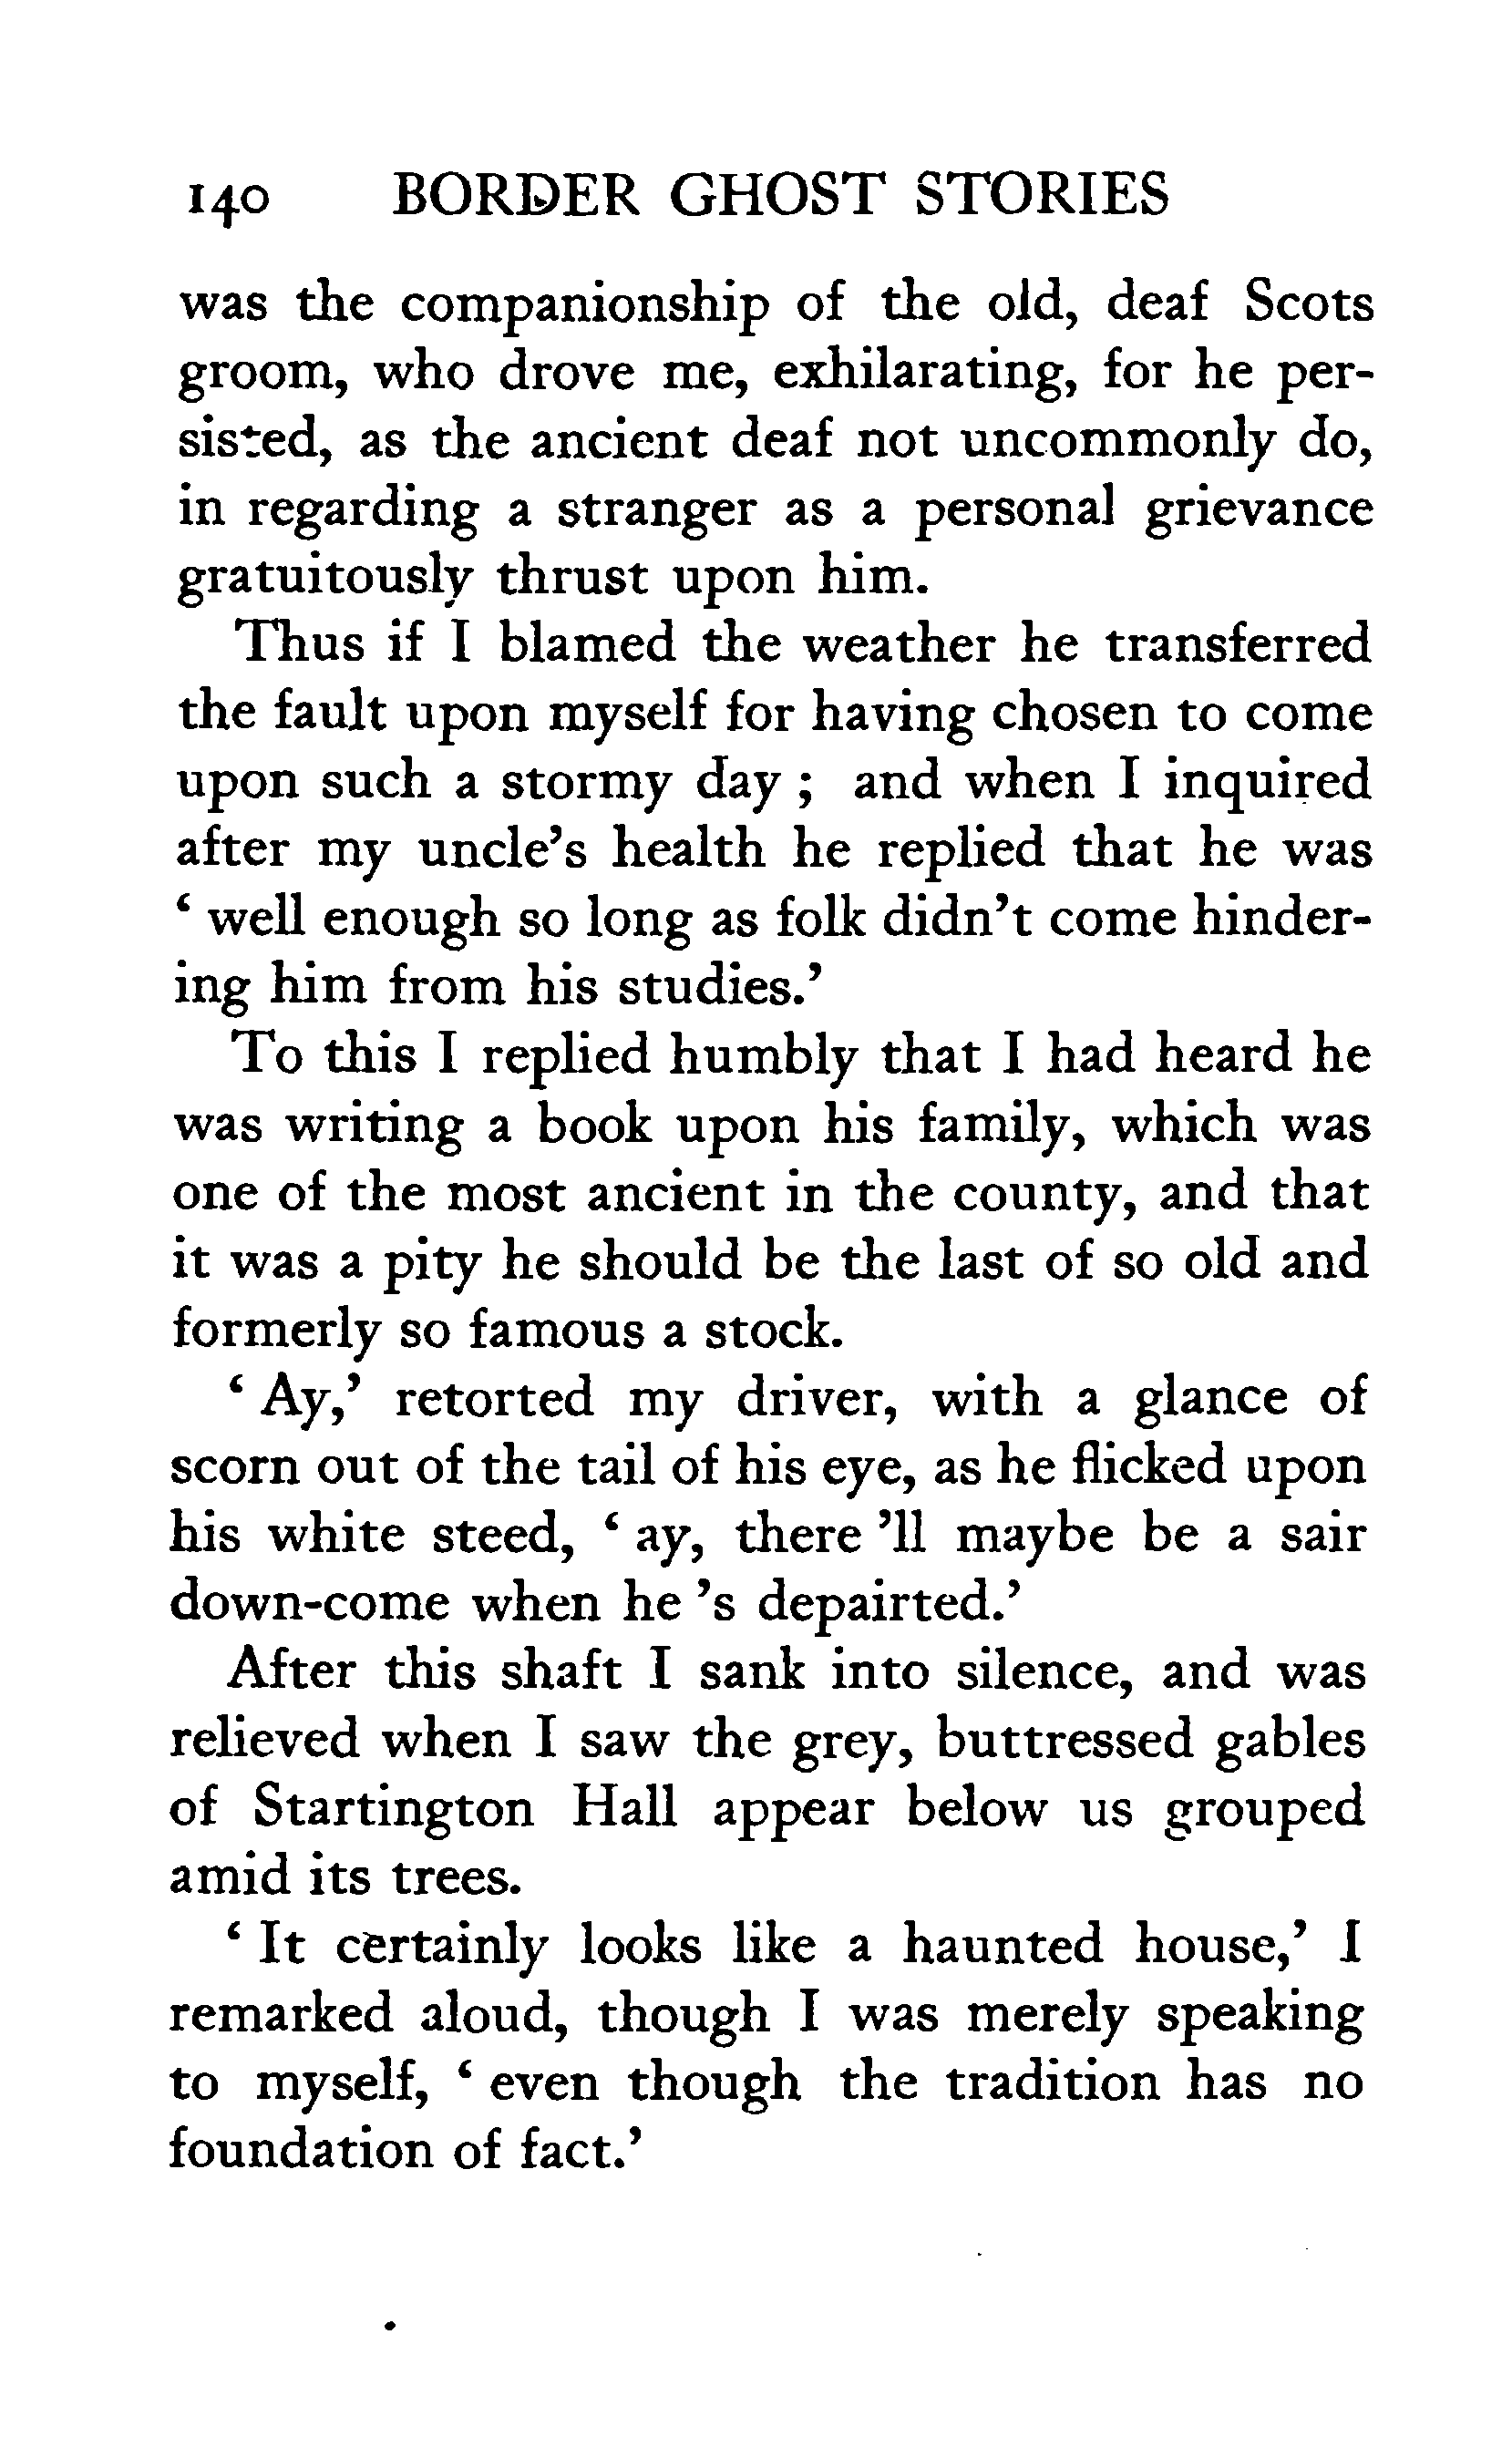 140 BORDER GHOST STORIES
was the companionship of the old, deaf Scots
groom, who drove me, exhilarating, for he per-
sisted, as the ancient deaf not uncommonly do,
in regarding a stranger as a personal grievance
gratuitously thrust upon him.
Thus if I blamed the weather he transferred
the fault upon myself for having chosen to come
upon such a stormy day ; and when I inquired
after my uncle’s health he replied that he was
‘ well enough so long as folk didn’t come hinder-
ing him from his studies.’
To this I replied humbly that I had heard he
was writing a book upon his family, which was
one of the most ancient in the county, and that
it was a pity he should be the last of so old and
formerly so famous a stock.
‘ Ay,’ retorted my driver, with a glance of
scorn out of the tail of his eye, as he flicked upon
his white steed, ‘ ay, there ’ll maybe be a sair
down-come when he ’s depairted.’
After this shaft I sank into silence, and was
relieved when I saw the grey, buttressed gables
of Startington Hall appear below us grouped
amid its trees.
‘ It certainly looks like a haunted house,’ I
remarked aloud, though I was merely speaking
to myself, ‘ even though the tradition has no
foundation of fact.’